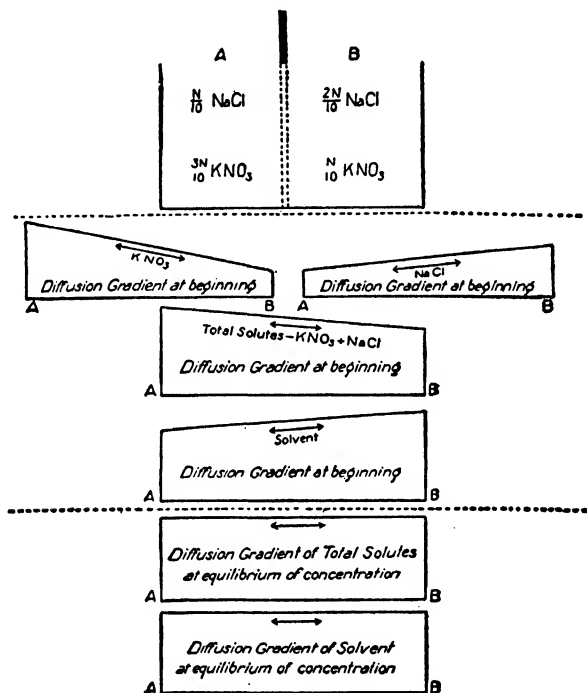 A B
N/10 NaCl 2N/10 NaCl
3N/10 KNO₃ N/10 KNO₃
KNO₃
Diffusion Gradient at beginning
A B
NaCl
Diffusion Gradient at beginning
A B
Total Solutes-KNO₃+NaCl
Diffusion Gradient at beginning
A B
Solvent
Diffusion Gradient at beginning
A B
Diffusion Gradient of Total Solutes
at equilibrium of concentration
A B
Diffusion Gradient of Solvent
at equilibrium of concentration
A B